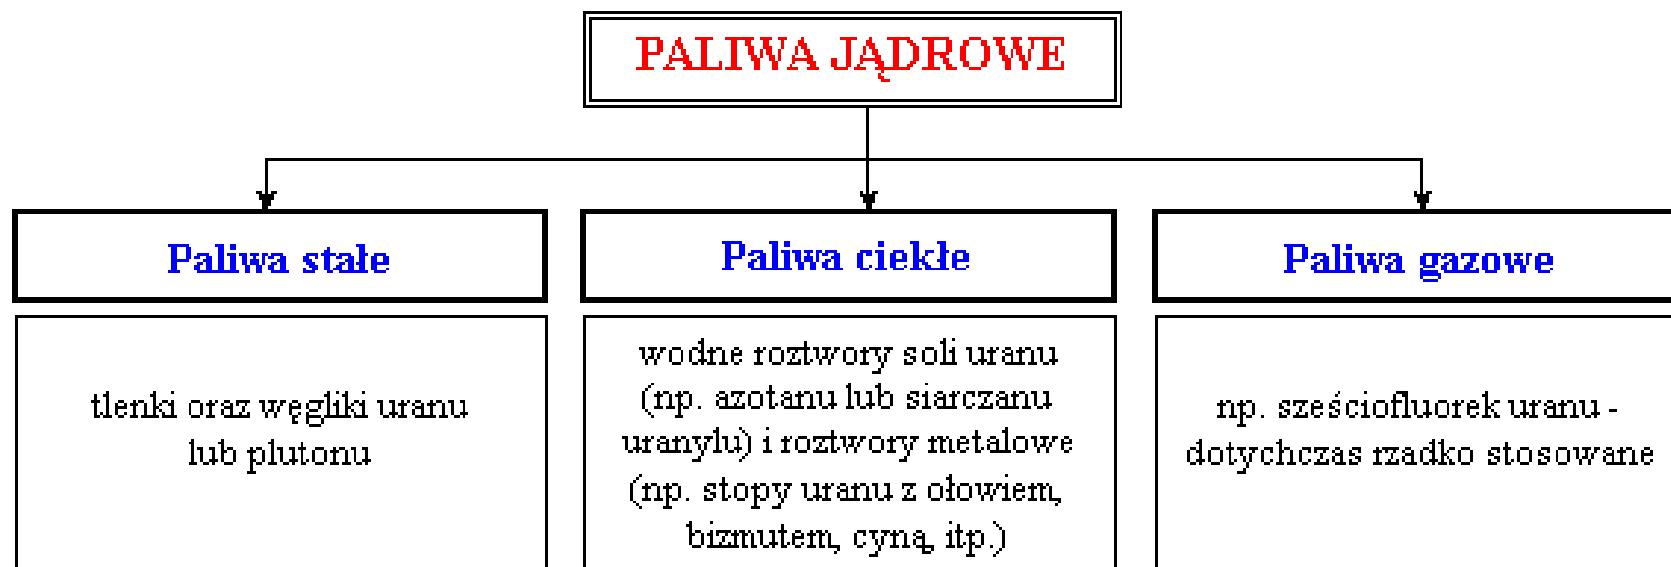 PALIWA JĄDROWE
Paliwa stałe
Paliwa ciekłe
Paliwa gazowe
tlenki oraz węgliki uranu
lub plutonu
wodne roztwory soli uranu
(np. azotanu lub siarczanu
uranylu) i roztwory metalowe
(np. stopy uranu z ołowiem,
bizmutem, cyną, itp.)
np. sześciofluorek uranu -
dotychczas rzadko stosowane